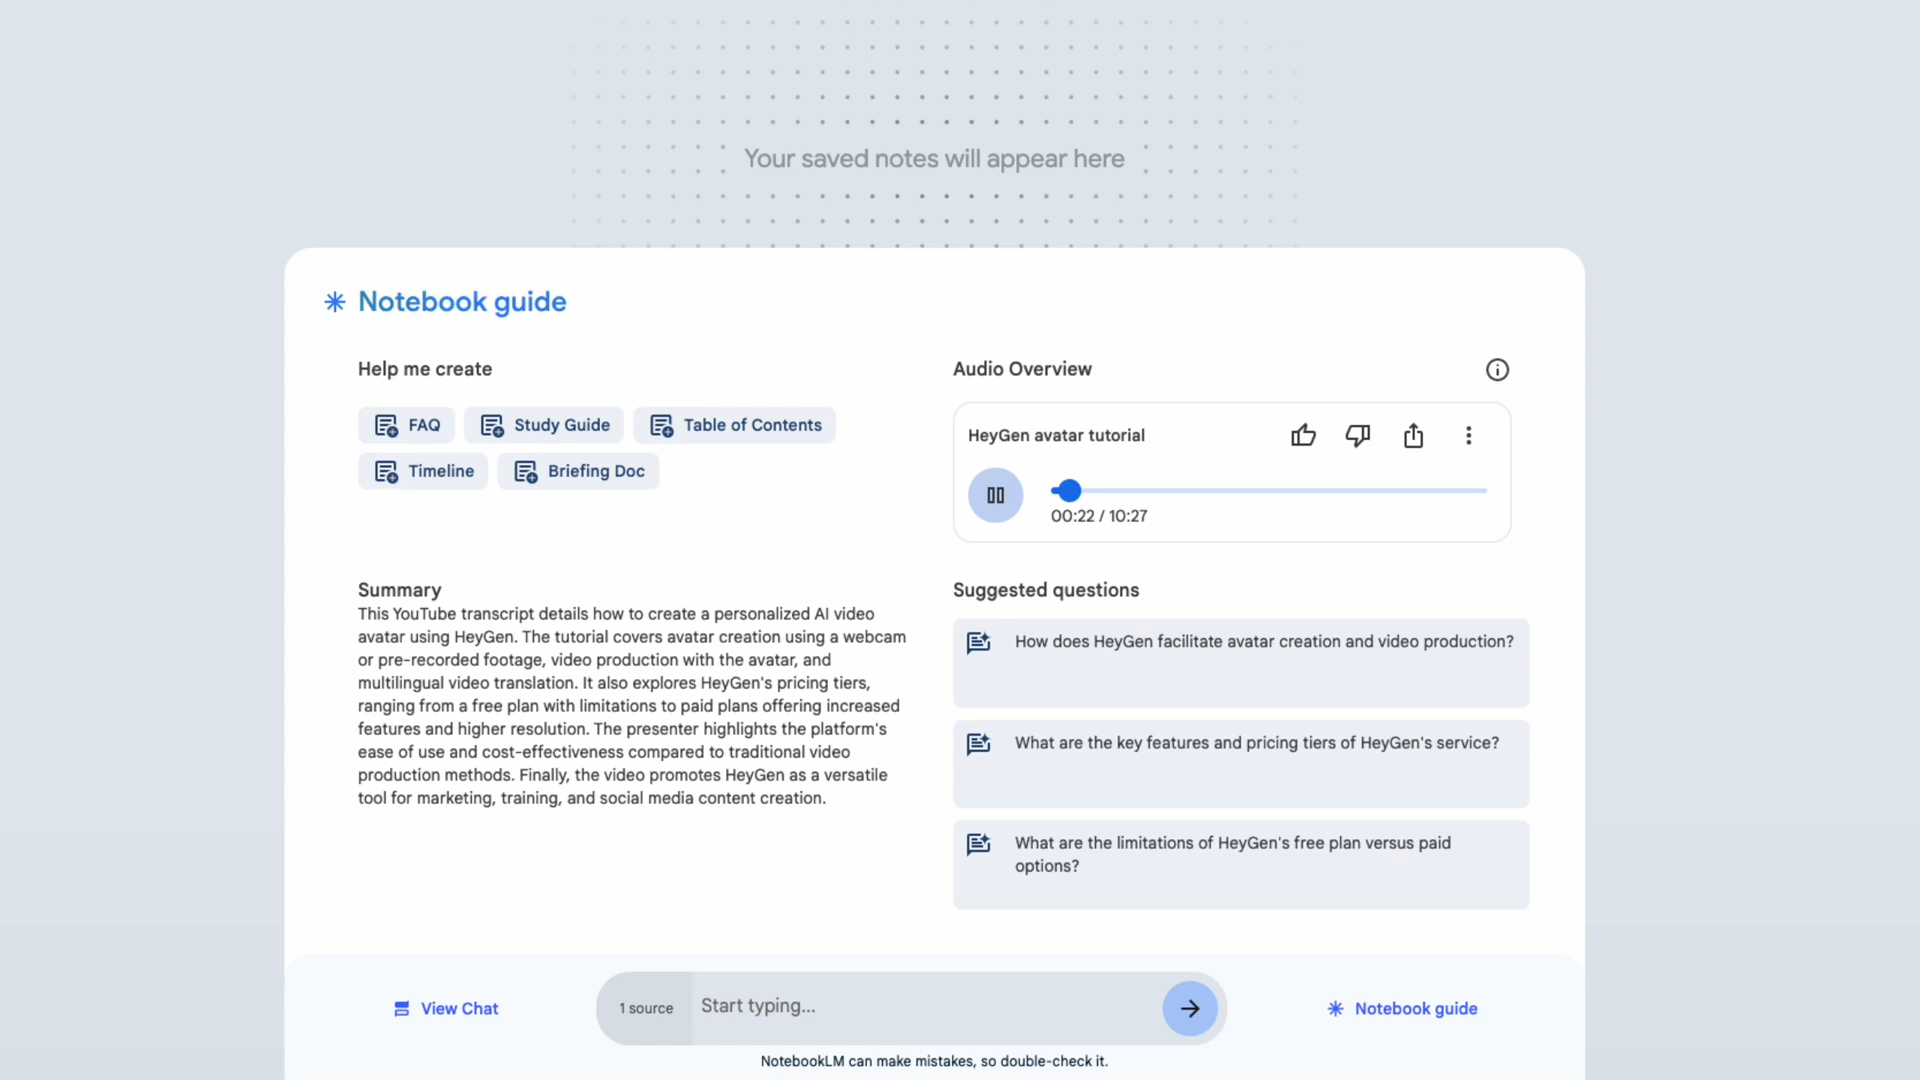 Your saved notes will appear here
Notebook guide
Help me create
FAQ
Study Guide
Table of Contents
Timeline
Briefing Doc
Audio Overview
HeyGen avatar tutorial
00:22 / 10:27
Summary
This YouTube transcript details how to create a personalized AI video
avatar using HeyGen. The tutorial covers avatar creation using a webcam
or pre-recorded footage, video production with the avatar, and
multilingual video translation. It also explores HeyGen's pricing tiers,
ranging from a free plan with limitations to paid plans offering increased
features and higher resolution. The presenter highlights the platform's
ease of use and cost-effectiveness compared to traditional video
production methods. Finally, the video promotes HeyGen as a versatile
tool for marketing, training, and social media content creation.
Suggested questions
How does HeyGen facilitate avatar creation and video production?
What are the key features and pricing tiers of HeyGen's service?
What are the limitations of HeyGen's free plan versus paid
options?
View Chat
1 source
Start typing...
Notebook guide
NotebookLM can make mistakes, so double-check it.